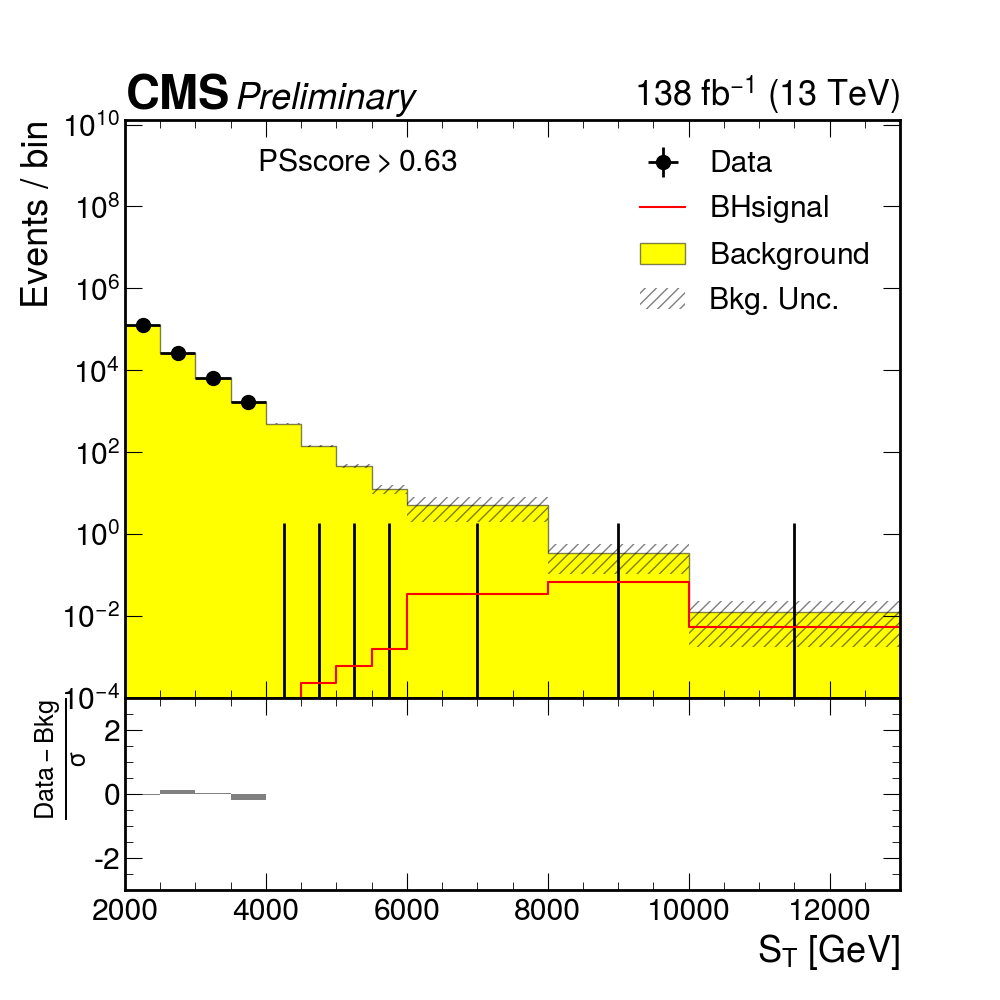 CMS Preliminary 138 fb⁻¹ (13 TeV)
Events / bin
PSscore > 0.63
Data
BHsignal
Background
Bkg. Unc.
10¹⁰
10⁸
10⁶
10⁴
10²
10⁰
10⁻²
10⁻⁴
Data – Bkg
σ
2
0
-2
2000 4000 6000 8000 10000 12000
S_T [GeV]